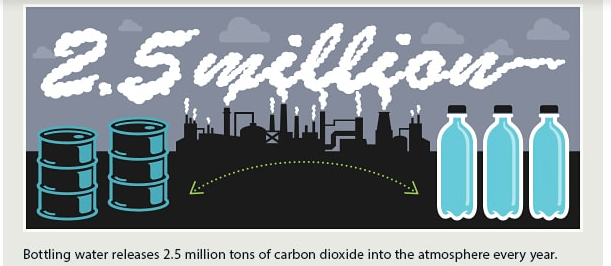 2.5 million
Bottling water releases 2.5 million tons of carbon dioxide into the atmosphere every year.